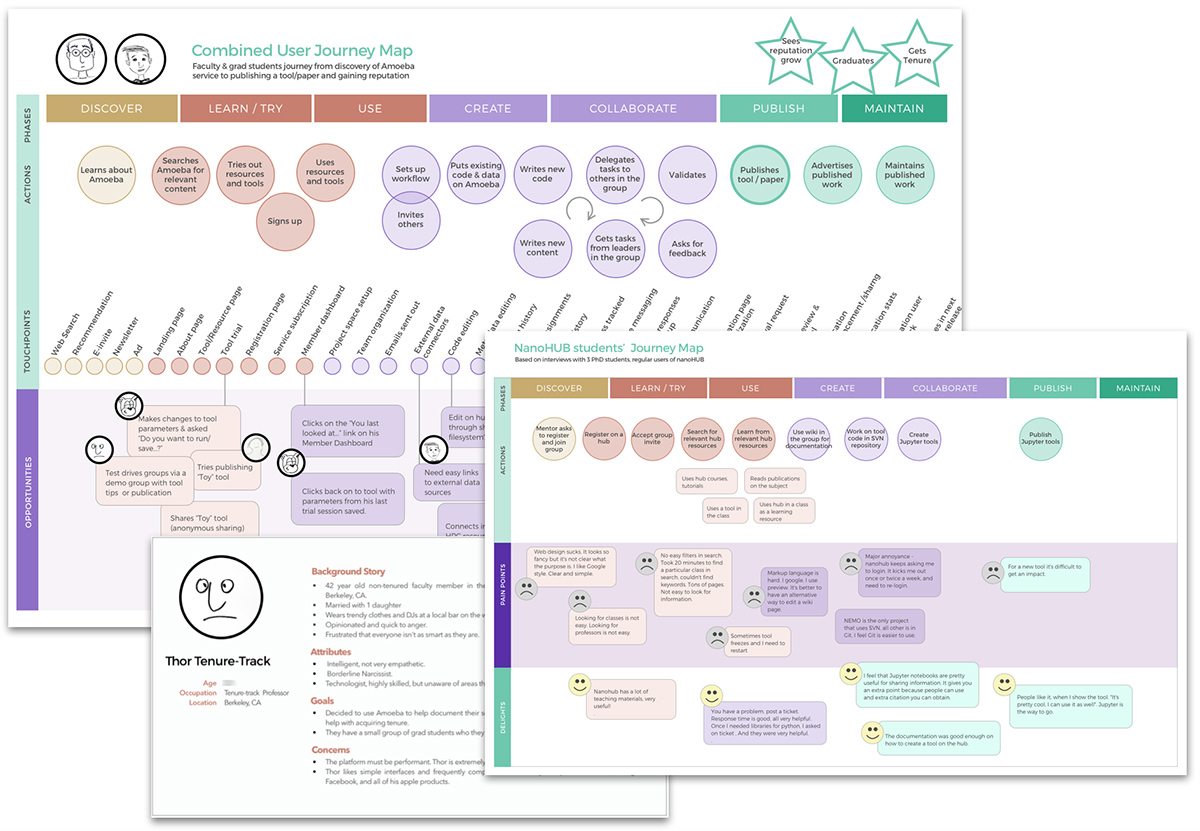 Combined User Journey Map
Faculty & grad students journey from discovery of Amoeba
service to publishing a tool/paper and gaining reputation
Sees
reputation
grow
Graduates
Gets
Tenure
PHASES
DISCOVER
LEARN / TRY
USE
CREATE
COLLABORATE
PUBLISH
MAINTAIN
ACTIONS
Learns about
Amoeba
Searches
Amoeba for
relevant
content
Tries out
resources
and tools
Signs up
Uses
resources
and tools
Sets up
workflow
Invites
others
Puts existing
code & data
on Amoeba
Writes new
code
Writes new
content
Delegates
tasks to
others in the
group
Gets tasks
from leaders
in the group
Validates
Asks for
feedback
Publishes
tool / paper
Advertises
published
work
Maintains
published
work
TOUCHPOINTS
Web Search
Recommendation
E-invite
Newsletter
Ad
Landing page
About page
Tool/Resource page
Tool trial
Registration page
Service subscription
Member dashboard
Project space setup
Team organization
Emails sent out
External data
connectors
Code editing
data editing
history
history
messaging
responses
page
request
&
/sharng
stats
user
in next
release
OPPORTUNITIES
Makes changes to tool
parameters & asked
"Do you want to run/
save...?"
Test drives groups via a
demo group with tool
tips or publication
Tries publishing
"Toy" tool
Shares "Toy" tool
(anonymous sharing)
Clicks on the "You last
looked at..." link on his
Member Dashboard
Clicks back on to tool with
parameters from his last
trial session saved.
Edit on hu
through sh
filesystem?
Need easy links
to external data
sources
Connects in
Thor Tenure-Track
Age
Occupation Tenure-track Professor
Location Berkeley, CA
Background Story
• 42 year old non-tenured faculty member in the
Berkeley, CA.
• Married with 1 daughter
• Wears trendy clothes and DJs at a local bar on the w
• Opinionated and quick to anger.
• Frustrated that everyone isn't as smart as they are.
Attributes
• Intelligent, not very empathetic.
• Borderline Narcissist.
• Technologist, highly skilled, but unaware of areas th
Goals
• Decided to use Amoeba to help document their s
help with acquiring tenure.
• They have a small group of grad students who they
Concerns
• The platform must be performant. Thor is extremely
• Thor likes simple interfaces and frequently comp
Facebook, and all of his apple products.
NanoHUB students' Journey Map
Based on interviews with 3 PhD students, regular users of nanoHUB
PHASES
DISCOVER
LEARN / TRY
USE
CREATE
COLLABORATE
PUBLISH
MAINTAIN
ACTIONS
Mentor asks
to register
and join
group
Register on a
hub
Accept group
invite
Search for
relevant hub
resources
Learn from
relevant hub
resources
Use wiki in
the group for
documentation
Work on tool
code in SVN
repository
Create
Jupyter tools
Publish
Jupyter tools
Uses hub courses,
tutorials
Reads publications
on the subject
Uses a tool in
the class
Uses hub in a class
as a learning
resource
PAIN POINTS
Web design sucks. It looks so
fancy but it's not clear what
the purpose is. I like Google
style. Clear and simple.
Looking for classes is not
easy. Looking for
professors is not easy
No easy filters in search.
Took 20 minutes to find
a particular class in
search, couldn't find
keywords. Tons of pages.
Not easy to look for
information.
Sometimes tool
freezes and I need to
restart
Markup language is
hard. I google. I use
preview. It's better to
have an alternative
way to edit a wiki
page.
Major annoyance -
nanohub keeps asking me
to log in. It kicks me out
once or twice a week, and
need to re login.
NEMO is the only project
that uses SVN, all other is in
Git. I feel Git is easier to use.
For a new tool it's difficult to
get an impact.
DELIGHTS
Nanohub has a lot of
teaching materials, very
useful!
You have a problem, post a ticket.
Response time is good, all very helpful
Once I needed libraries for python, I asked
on ticket . And they were very helpful.
I feel that Jupyter notebooks are pretty
useful for sharing information. It gives you
an extra point because people can use
and extra citation you can obtain.
The documentation was good enough on
how to create a tool on the hub.
People like it, when I show the tool. "It's
pretty cool, I can use it as well". Jupyter is
the way to go.